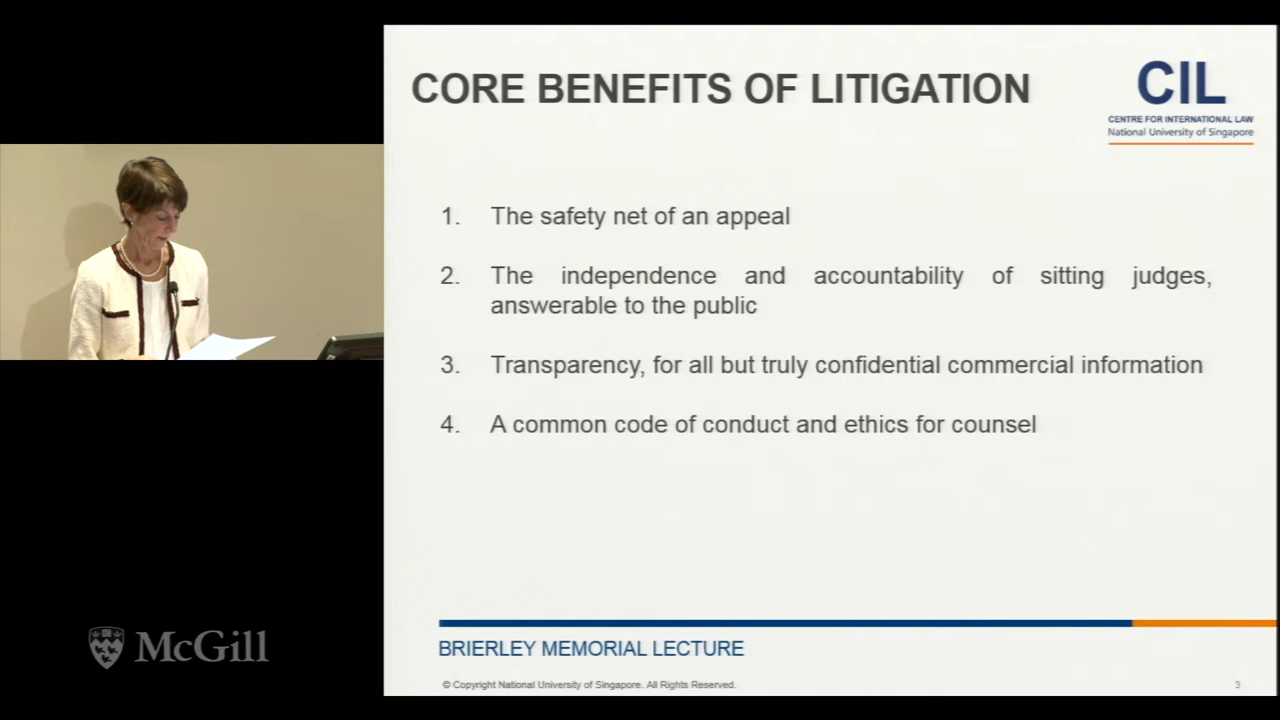 CORE BENEFITS OF LITIGATION
CIL
CENTRE FOR INTERNATIONAL LAW
National University of Singapore
1. The safety net of an appeal
2. The independence and accountability of sitting judges,
answerable to the public
3. Transparency, for all but truly confidential commercial information
4. A common code of conduct and ethics for counsel
McGill
BRIERLEY MEMORIAL LECTURE
© Copyright National University of Singapore. All Rights Reserved.
3